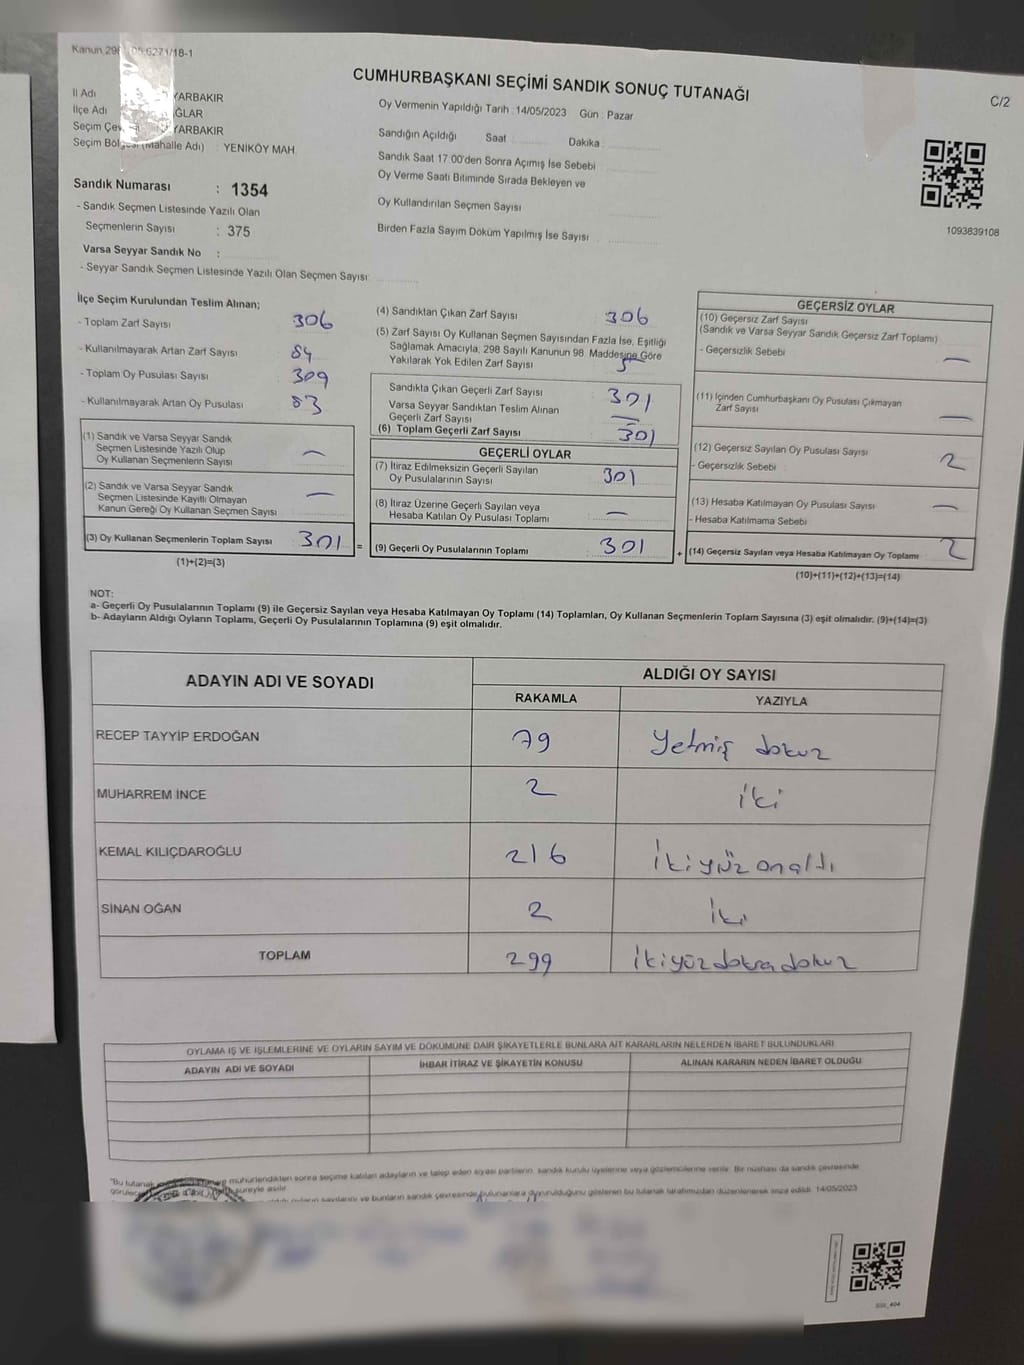 Kanun 298
05-6271/18-1
CUMHURBAŞKANI SEÇİMİ SANDIK SONUÇ TUTANAĞI
C/2
İl Adı YARBAKIR
İlçe Adı ĞLAR
Seçim Çev YARBAKIR
Seçim Bölgesi (Mahalle Adı) : YENİKÖY MAH.
Oy Vermenin Yapıldığı Tarih : 14/05/2023 Gün : Pazar
Sandığın Açıldığı Saat Dakika :
Sandık Saat 17.00'den Sonra Açımış İse Sebebi
Oy Verme Saati Bitiminde Sırada Bekleyen ve
Oy Kullandırılan Seçmen Sayısı
Birden Fazla Sayım Döküm Yapılmış İse Sayısı :
1093839108
Sandık Numarası : 1354
- Sandık Seçmen Listesinde Yazılı Olan
Seçmenlerin Sayısı : 375
Varsa Seyyar Sandık No :
- Seyyar Sandık Seçmen Listesinde Yazılı Olan Seçmen Sayısı:
İlçe Seçim Kurulundan Teslim Alınan;
- Toplam Zarf Sayısı 306
- Kullanılmayarak Artan Zarf Sayısı 84
- Toplam Oy Pusulası Sayısı 309
- Kullanılmayarak Artan Oy Pusulası 83
(1) Sandık ve Varsa Seyyar Sandık
Seçmen Listesinde Yazılı Olup
Oy Kullanan Seçmenlerin Sayısı —
(2) Sandık ve Varsa Seyyar Sandık
Seçmen Listesinde Kayıtlı Olmayan
Kanun Gereği Oy Kullanan Seçmen Sayısı —
(3) Oy Kullanan Seçmenlerin Toplam Sayısı 301 =
(1)+(2)=(3)
(4) Sandıktan Çıkan Zarf Sayısı 306
(5) Zarf Sayısı Oy Kullanan Seçmen Sayısından Fazla İse, Eşitliği
Sağlamak Amacıyla, 298 Sayılı Kanunun 98. Maddesine Göre
Yakılarak Yok Edilen Zarf Sayısı 5
Sandıkta Çıkan Geçerli Zarf Sayısı 301
Varsa Seyyar Sandıktan Teslim Alınan
Geçerli Zarf Sayısı —
(6) Toplam Geçerli Zarf Sayısı 301
GEÇERLİ OYLAR
(7) İtiraz Edilmeksizin Geçerli Sayılan
Oy Pusulalarının Sayısı 301
(8) İtiraz Üzerine Geçerli Sayılan veya
Hesaba Katılan Oy Pusulası Toplamı —
(9) Geçerli Oy Pusulalarının Toplamı 301 +
GEÇERSİZ OYLAR
(10) Geçersiz Zarf Sayısı
(Sandık ve Varsa Seyyar Sandık Geçersiz Zarf Toplamı)
- Geçersizlik Sebebi —
(11) İçinden Cumhurbaşkanı Oy Pusulası Çıkmayan
Zarf Sayısı —
(12) Geçersiz Sayılan Oy Pusulası Sayısı 2
- Geçersizlik Sebebi
(13) Hesaba Katılmayan Oy Pusulası Sayısı —
- Hesaba Katılmama Sebebi
(14) Geçersiz Sayılan veya Hesaba Katılmayan Oy Toplamı 2
(10)+(11)+(12)+(13)=(14)
NOT:
a- Geçerli Oy Pusulalarının Toplamı (9) ile Geçersiz Sayılan veya Hesaba Katılmayan Oy Toplamı (14) Toplamları, Oy Kullanan Seçmenlerin Toplam Sayısına (3) eşit olmalıdır. (9)+(14)=(3)
b- Adayların Aldığı Oyların Toplamı, Geçerli Oy Pusulalarının Toplamına (9) eşit olmalıdır.
ADAYIN ADI VE SOYADI
ALDIĞI OY SAYISI
RAKAMLA YAZIYLA
RECEP TAYYİP ERDOĞAN 79 Yetmiş dokuz
MUHARREM İNCE 2 iki
KEMAL KILIÇDAROĞLU 216 ikiyüz onaltı
SİNAN OĞAN 2 iki
TOPLAM 299 ikiyüzdoksandokuz
OYLAMA İŞ VE İŞLEMLERİNE VE OYLARIN SAYIM VE DÖKÜMÜNE DAİR ŞİKAYETLERLE BUNLARA AİT KARARLARIN NELERDEN İBARET BULUNDUKLARI
ADAYIN ADI VE SOYADI
İHBAR İTİRAZ VE ŞİKAYETİN KONUSU
ALINAN KARARIN NEDEN İBARET OLDUĞU
"Bu tutanak mühürlendikten sonra seçime katılan adayların ve talep eden siyasi partilerin sandık kurulu üyelerine veya gözlemcilerine verilir. Bir nüshası da sandık çevresinde
süreyle asılır.
oyların sayılarını ve bunların sandık çevresinde bulunanlara duyurulduğunu gösteren bu tutanak tarafımızdan düzenlenerek imza edildi. 14/05/2023